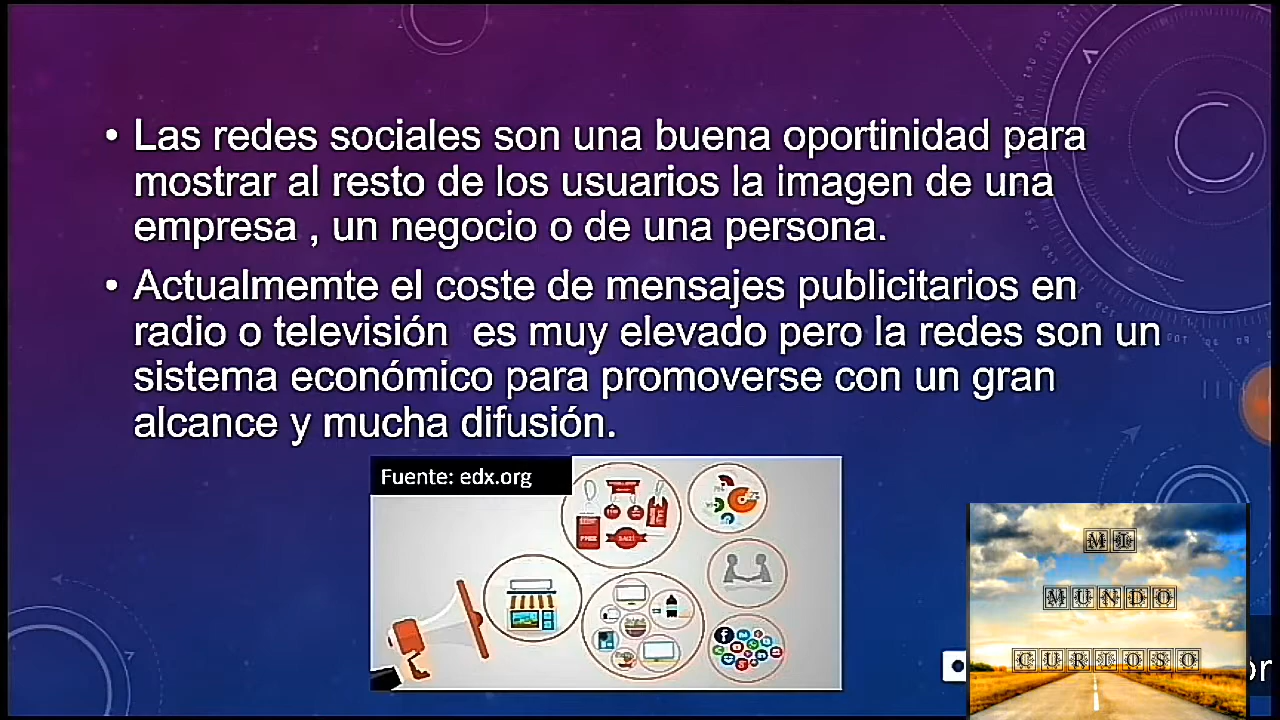 • Las redes sociales son una buena oportinidad para
mostrar al resto de los usuarios la imagen de una
empresa , un negocio o de una persona.
• Actualmemte el coste de mensajes publicitarios en
radio o televisión es muy elevado pero la redes son un
sistema económico para promoverse con un gran
alcance y mucha difusión.
Fuente: edx.org
MI
MUNDO
CURIOSO